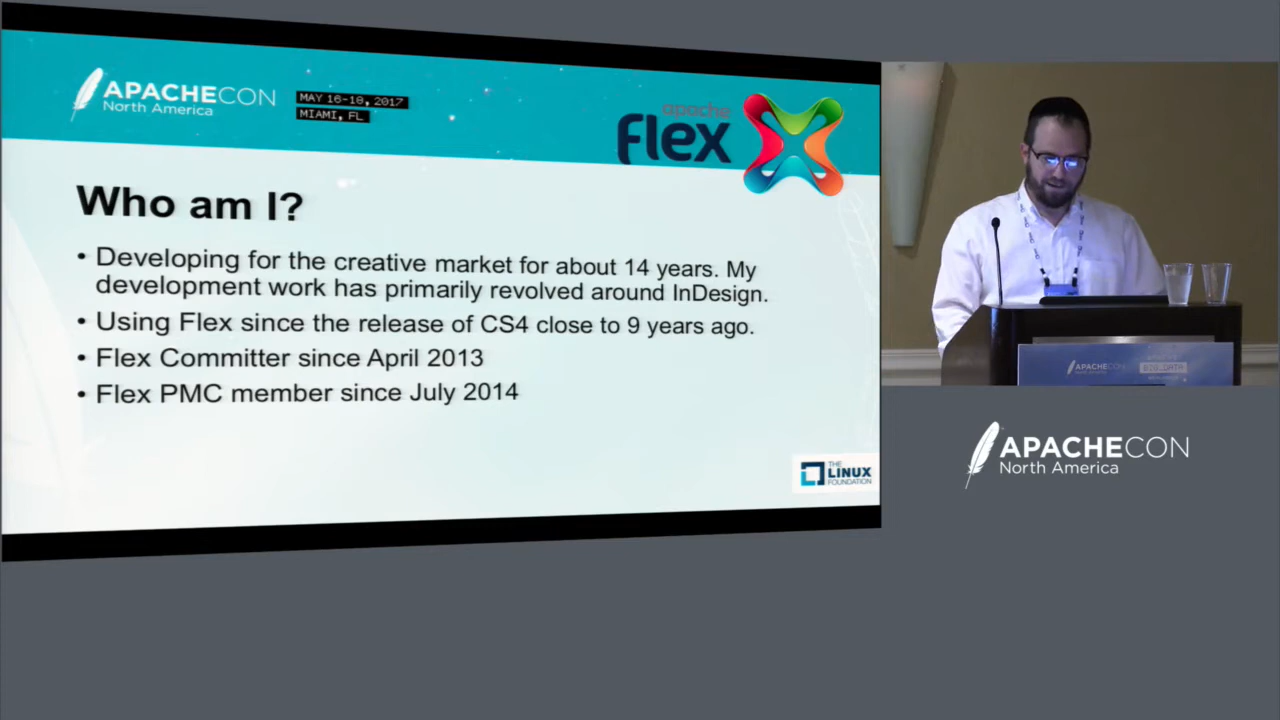 APACHECON
North America
MAY 16-18, 2017
MIAMI, FL
apache
flex
Who am I?
• Developing for the creative market for about 14 years. My
development work has primarily revolved around InDesign.
• Using Flex since the release of CS4 close to 9 years ago.
• Flex Committer since April 2013
• Flex PMC member since July 2014
THE
LINUX
FOUNDATION
APACHECON
APACHECON
North America